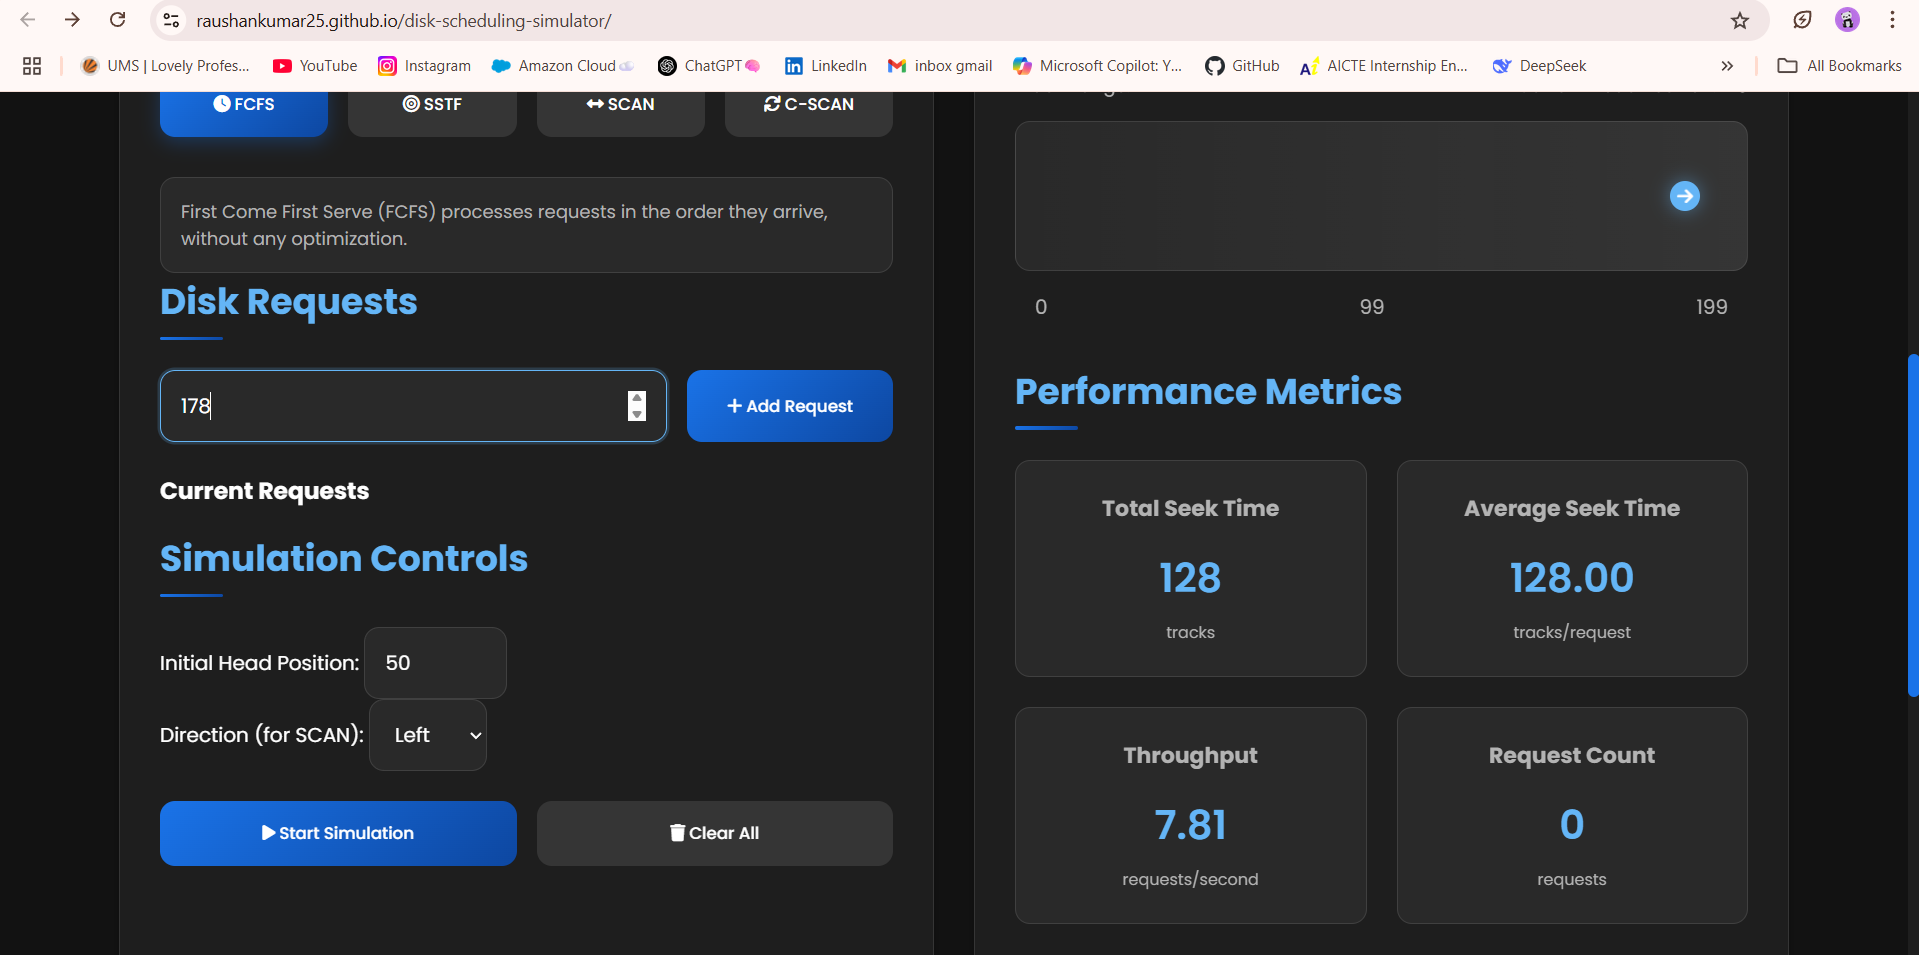 raushankumar25.github.io/disk-scheduling-simulator/
UMS | Lovely Profes...
YouTube
Instagram
Amazon Cloud
ChatGPT
LinkedIn
inbox gmail
Microsoft Copilot: Y...
GitHub
AICTE Internship En...
DeepSeek
»
All Bookmarks
FCFS
SSTF
SCAN
C-SCAN
First Come First Serve (FCFS) processes requests in the order they arrive,
without any optimization.
Disk Requests
178
+ Add Request
Current Requests
Simulation Controls
Initial Head Position: 50
Direction (for SCAN): Left
Start Simulation
Clear All
0 99 199
Performance Metrics
Total Seek Time
128
tracks
Average Seek Time
128.00
tracks/request
Throughput
7.81
requests/second
Request Count
0
requests